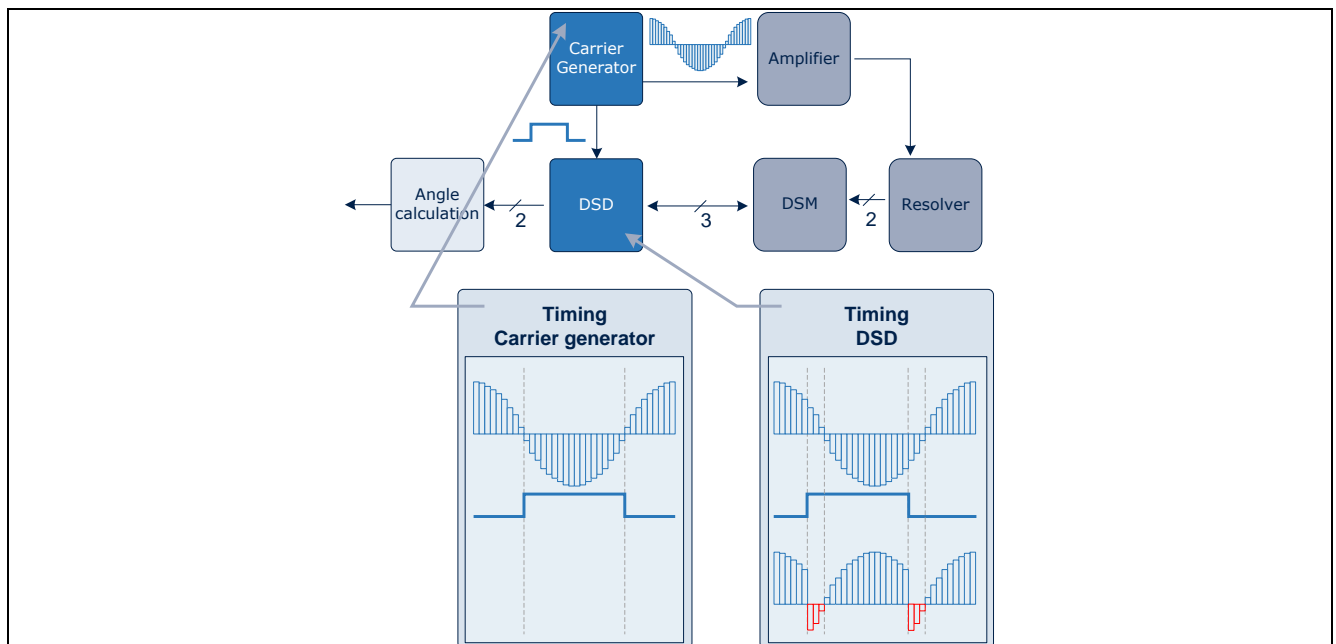 Carrier
Generator
Amplifier
Angle
calculation
2
DSD
3
DSM
2
Resolver
Timing
Carrier generator
Timing
DSD